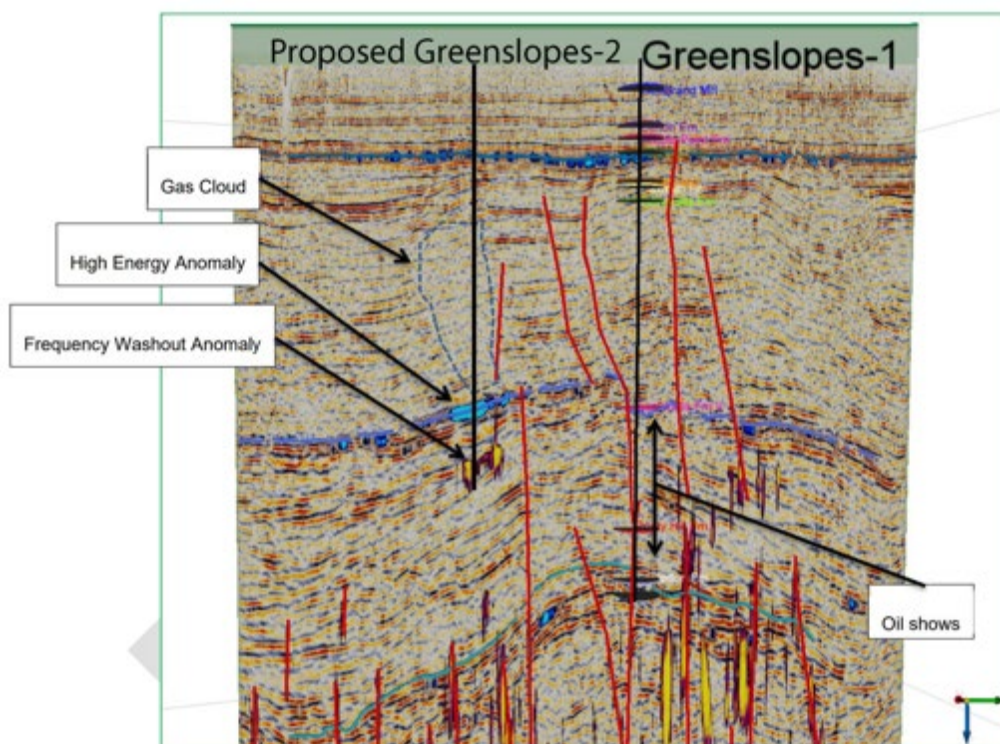 Proposed Greenslopes-2
Greenslopes-1
Gas Cloud
High Energy Anomaly
Frequency Washout Anomaly
Oil shows